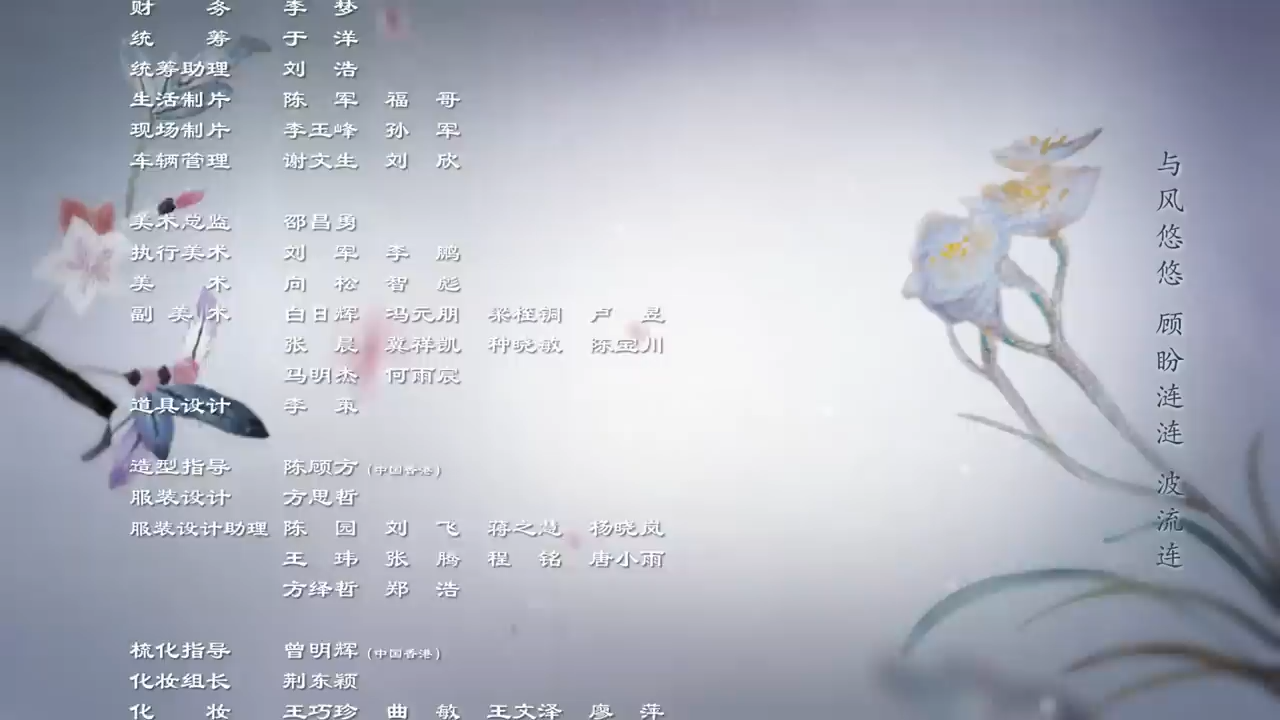 财务 李梦
统筹 于洋
统筹助理 刘浩
生活制片 陈军 福哥
现场制片 李玉峰 孙军
车辆管理 谢文生 刘欣
美术总监 邵昌勇
执行美术 刘军 李鹏
美术 向松 智彪
副美术 白日辉 冯元朋 梁桎锎 卢昱
张晨 冀祥凯 种晓敏 陈宝川
马明杰 何雨宸
道具设计 李策
造型指导 陈顾方(中国香港)
服装设计 方思哲
服装设计助理 陈园 刘飞 蒋之慧 杨晓岚
王玮 张腾 程铭 唐小雨
方绎哲 郑浩
梳化指导 曾明辉(中国香港)
化妆组长 荆东颖
化妆 王巧珍 曲敏 王文泽 廖萍
与风悠悠 顾盼涟涟 波流连